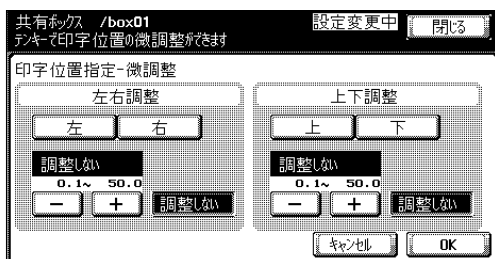 共有ボックス /box01
設定変更中 閉じる
テンキーで印字位置の微調整ができます
印字位置指定-微調整
左右調整
左 右
調整しない
0.1~ 50.0
- + 調整しない
上下調整
上 下
調整しない
0.1~ 50.0
- + 調整しない
キャンセル OK